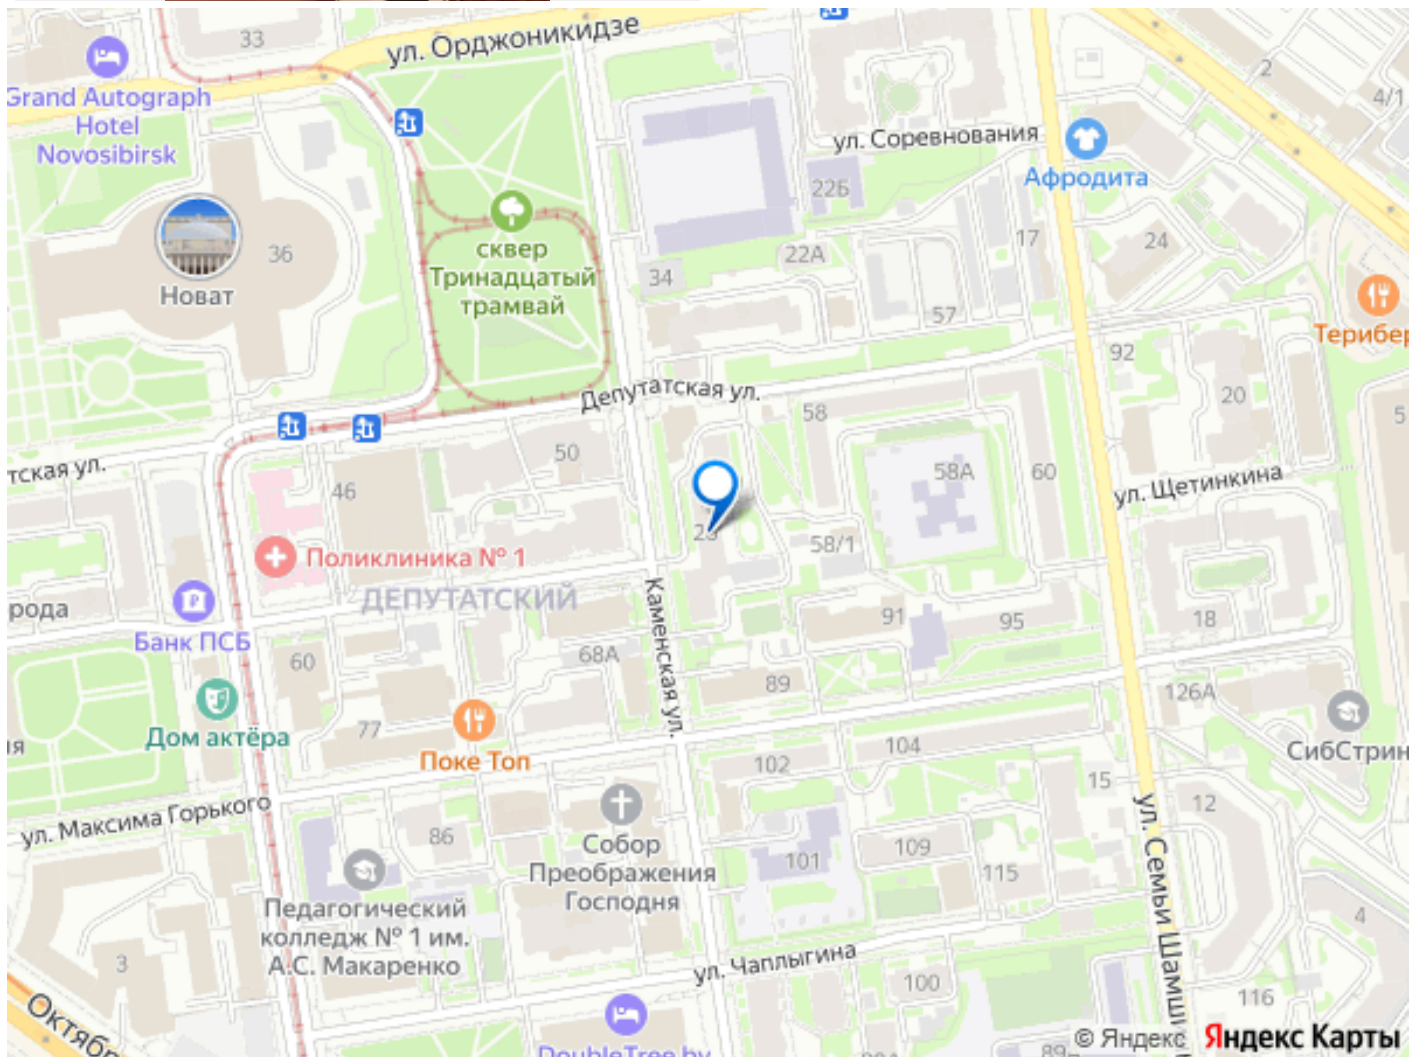 33
ул. Орджоникидзе
2
4/1
Grand Autograph
Hotel
Novosibirsk
ул. Соревнования
Афродита
22Б
36
Новат
сквер
Тринадцатый
трамвай
34
22А
17
24
57
Терибер
92
20
5
Депутатская ул.
58
50
тская ул.
46
58А
60
ул. Щетинкина
58/1
Поликлиника № 1
ДЕПУТАТСКИЙ
рода
Банк ПСБ
Каменская ул.
91
95
18
60
68А
89
126А
Дом актёра
77
Поке Топ
СибСтрин
ия
102
104
15
12
ул. Максима Горького
86
Собор
Преображения
Господня
101
109
115
ул. Семьи Шамши
Педагогический
колледж № 1 им.
А.С. Макаренко
3
4
ул. Чаплыгина
100
116
Октябр
DoubleTree by
© Яндекс Яндекс Карты